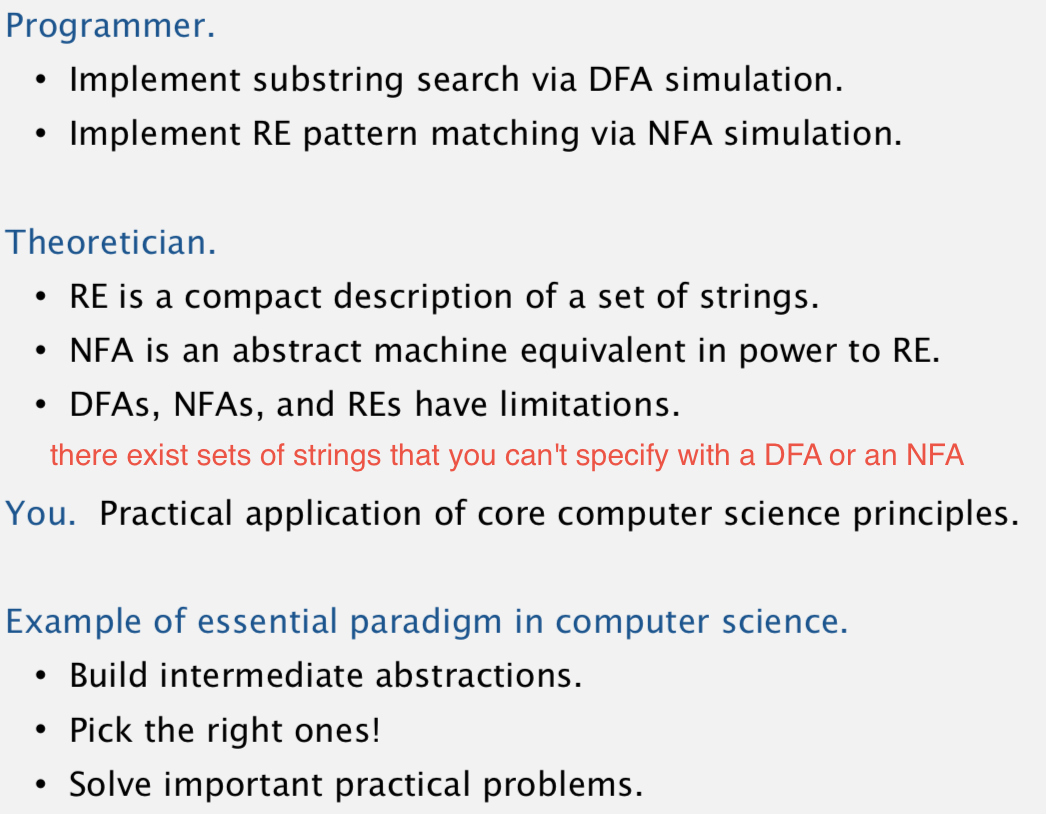 Programmer.
• Implement substring search via DFA simulation.
• Implement RE pattern matching via NFA simulation.
Theoretician.
• RE is a compact description of a set of strings.
• NFA is an abstract machine equivalent in power to RE.
• DFAs, NFAs, and REs have limitations.
there exist sets of strings that you can't specify with a DFA or an NFA
You. Practical application of core computer science principles.
Example of essential paradigm in computer science.
• Build intermediate abstractions.
• Pick the right ones!
• Solve important practical problems.